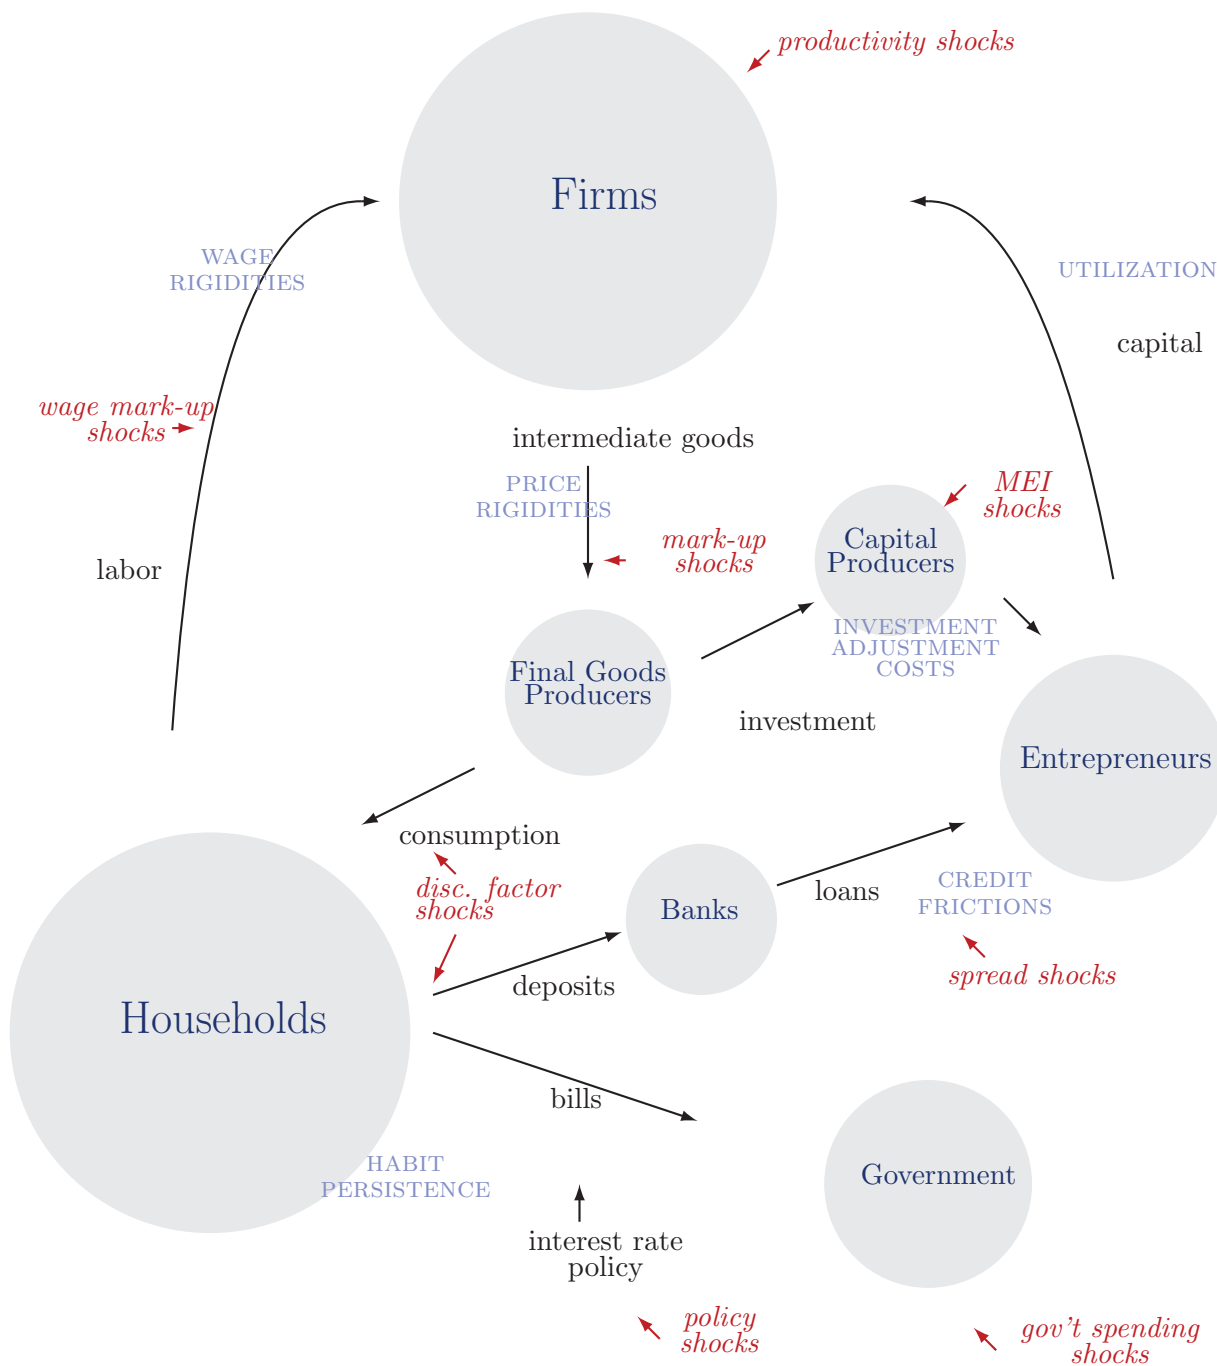 productivity shocks
Firms
WAGE
RIGIDITIES
UTILIZATION
capital
wage mark-up
shocks
intermediate goods
PRICE
RIGIDITIES
MEI
shocks
mark-up
shocks
Capital
Producers
labor
INVESTMENT
ADJUSTMENT
COSTS
Final Goods
Producers
investment
Entrepreneurs
consumption
disc. factor
shocks
Banks
loans
CREDIT
FRICTIONS
spread shocks
deposits
Households
bills
HABIT
PERSISTENCE
Government
interest rate
policy
policy
shocks
gov't spending
shocks